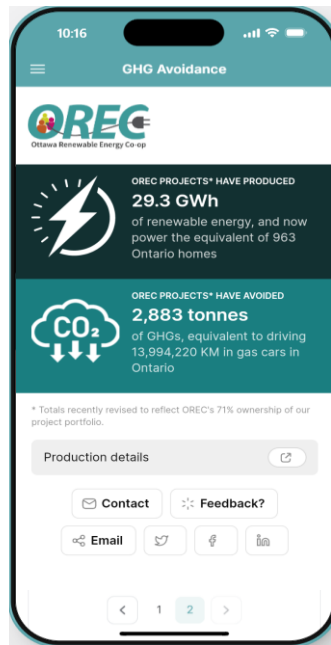 10:16
GHG Avoidance
OREC
Ottawa Renewable Energy Co-op
OREC PROJECTS* HAVE PRODUCED
29.3 GWh
of renewable energy, and now
power the equivalent of 963
Ontario homes
OREC PROJECTS* HAVE AVOIDED
CO2
2,883 tonnes
of GHGs, equivalent to driving
13,994,220 KM in gas cars in
Ontario
* Totals recently revised to reflect OREC's 71% ownership of our
project portfolio.
Production details
Contact
Feedback?
Email
1
2